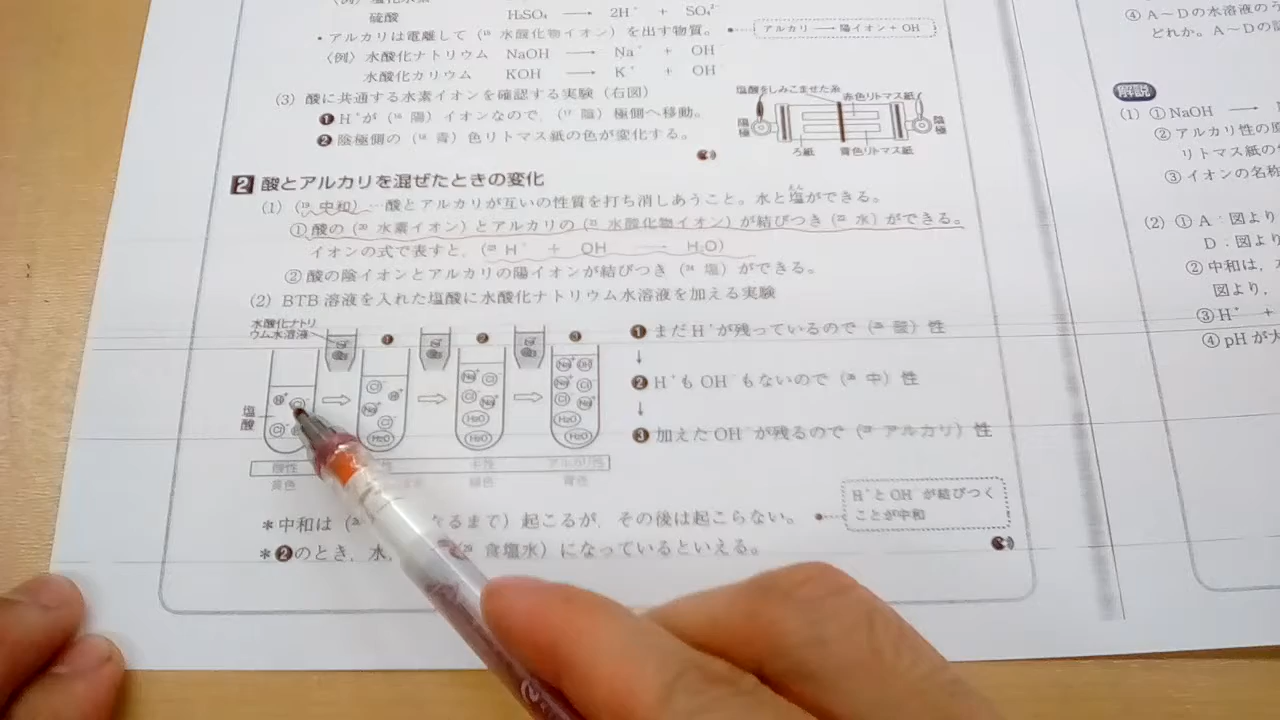 硫酸 H₂SO₄ → 2H⁺ + SO₄²⁻
・アルカリは電離して（水酸化物イオン）を出す物質。
アルカリ → 陽イオン + OH
〈例〉水酸化ナトリウム NaOH → Na⁺ + OH⁻
水酸化カリウム KOH → K⁺ + OH⁻
(3) 酸に共通する水素イオンを確認する実験（右図）
❶ H⁺が（¹⁶ 陽）イオンなので，（¹⁷ 陰）極側へ移動。
❷ 陰極側の（¹⁸ 青）色リトマス紙の色が変化する。
塩酸をしみこませた糸
赤色リトマス紙
陽極
陰極
ろ紙
青色リトマス紙
2 酸とアルカリを混ぜたときの変化
(1)（¹⁹ 中和）…酸とアルカリが互いの性質を打ち消しあうこと。水と塩ができる。
①酸の（²⁰ 水素イオン）とアルカリの（²¹ 水酸化物イオン）が結びつき（²² 水）ができる。
イオンの式で表すと，（²³ H⁺ + OH⁻ → H₂O）
②酸の陰イオンとアルカリの陽イオンが結びつき（²⁴ 塩）ができる。
(2) BTB溶液を入れた塩酸に水酸化ナトリウム水溶液を加える実験
水酸化ナトリ
ウム水溶液
❶ ❷ ❸
塩酸
酸性 中性 アルカリ性
黄色 緑色 青色
❶ まだH⁺が残っているので（²⁵ 酸）性
↓
❷ H⁺もOH⁻もないので（²⁶ 中）性
↓
❸ 加えたOH⁻が残るので（²⁷ アルカリ）性
H⁺とOH⁻が結びつく
ことが中和
＊中和は（ なるまで）起こるが，その後は起こらない。
＊❷のとき，水 （²⁹ 食塩水）になっているといえる。
④ A～Dの水溶液の
どれか。A～Dの
解説
(1) ① NaOH →
② アルカリ性の
リトマス紙の
③ イオンの名称
(2) ① A：図より
D：図より
② 中和は，
図より，
③ H⁺ +
④ pHが